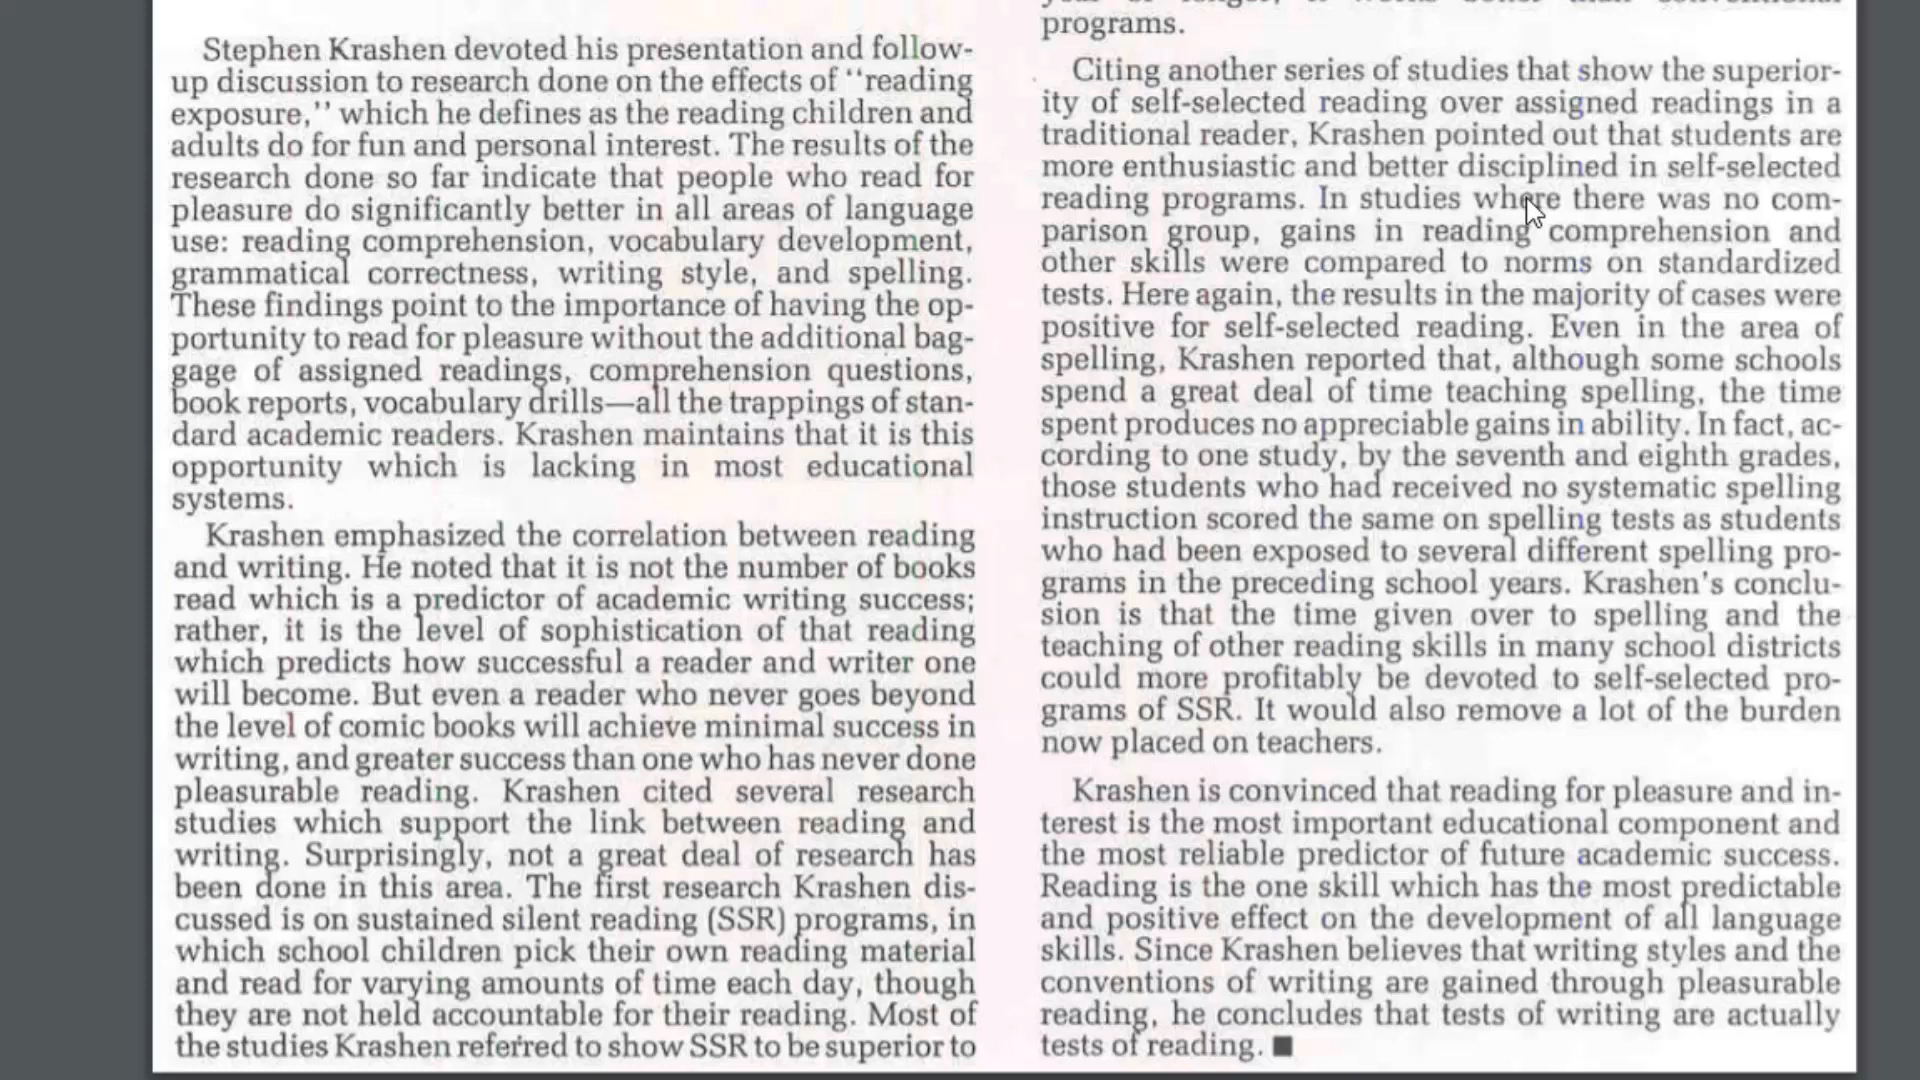 Stephen Krashen devoted his presentation and follow-
up discussion to research done on the effects of "reading
exposure," which he defines as the reading children and
adults do for fun and personal interest. The results of the
research done so far indicate that people who read for
pleasure do significantly better in all areas of language
use: reading comprehension, vocabulary development,
grammatical correctness, writing style, and spelling.
These findings point to the importance of having the op-
portunity to read for pleasure without the additional bag-
gage of assigned readings, comprehension questions,
book reports, vocabulary drills—all the trappings of stan-
dard academic readers. Krashen maintains that it is this
opportunity which is lacking in most educational
systems.
Krashen emphasized the correlation between reading
and writing. He noted that it is not the number of books
read which is a predictor of academic writing success;
rather, it is the level of sophistication of that reading
which predicts how successful a reader and writer one
will become. But even a reader who never goes beyond
the level of comic books will achieve minimal success in
writing, and greater success than one who has never done
pleasurable reading. Krashen cited several research
studies which support the link between reading and
writing. Surprisingly, not a great deal of research has
been done in this area. The first research Krashen dis-
cussed is on sustained silent reading (SSR) programs, in
which school children pick their own reading material
and read for varying amounts of time each day, though
they are not held accountable for their reading. Most of
the studies Krashen referred to show SSR to be superior to
programs.
Citing another series of studies that show the superior-
ity of self-selected reading over assigned readings in a
traditional reader, Krashen pointed out that students are
more enthusiastic and better disciplined in self-selected
reading programs. In studies where there was no com-
parison group, gains in reading comprehension and
other skills were compared to norms on standardized
tests. Here again, the results in the majority of cases were
positive for self-selected reading. Even in the area of
spelling, Krashen reported that, although some schools
spend a great deal of time teaching spelling, the time
spent produces no appreciable gains in ability. In fact, ac-
cording to one study, by the seventh and eighth grades,
those students who had received no systematic spelling
instruction scored the same on spelling tests as students
who had been exposed to several different spelling pro-
grams in the preceding school years. Krashen's conclu-
sion is that the time given over to spelling and the
teaching of other reading skills in many school districts
could more profitably be devoted to self-selected pro-
grams of SSR. It would also remove a lot of the burden
now placed on teachers.
Krashen is convinced that reading for pleasure and in-
terest is the most important educational component and
the most reliable predictor of future academic success.
Reading is the one skill which has the most predictable
and positive effect on the development of all language
skills. Since Krashen believes that writing styles and the
conventions of writing are gained through pleasurable
reading, he concludes that tests of writing are actually
tests of reading. ■